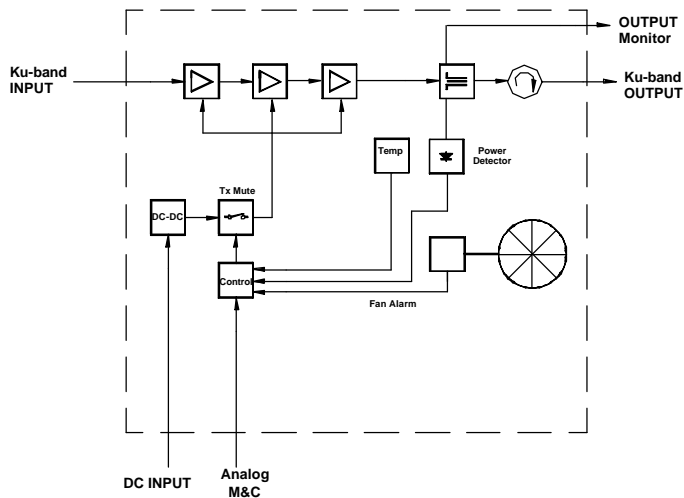 OUTPUT
Monitor
Ku-band
INPUT
Ku-band
OUTPUT
Temp
Power
Detector
Tx Mute
DC-DC
Control
Fan Alarm
DC INPUT
Analog
M&C